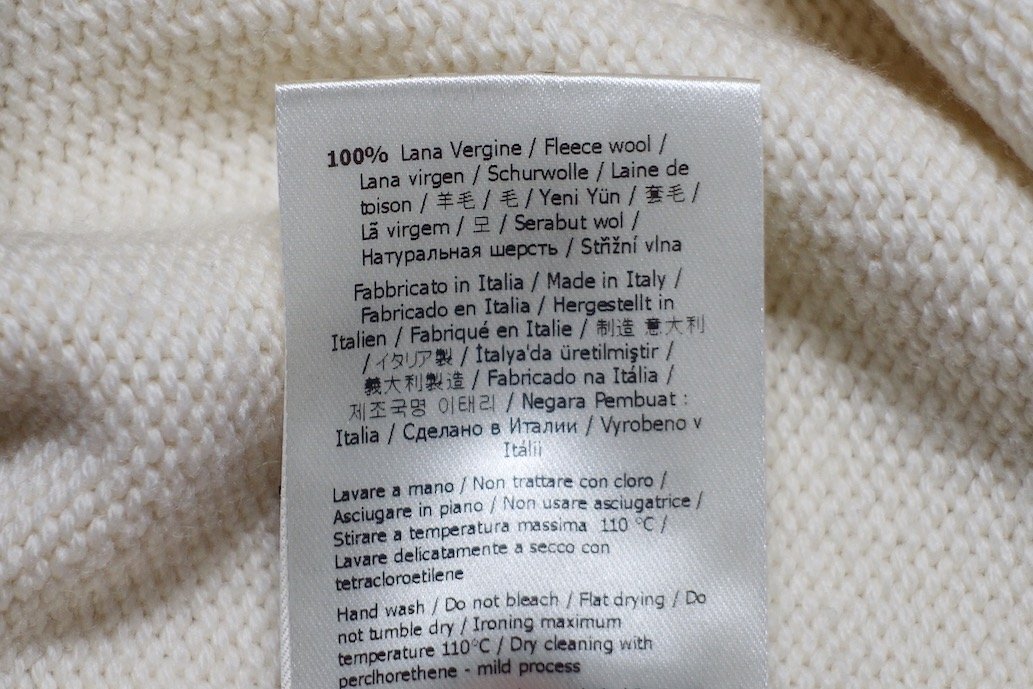 100% Lana Vergine / Fleece wool /
Lana virgen / Schurwolle / Laine de
toison / 羊毛 / 毛 / Yeni Yün / 套毛 /
Lã virgem / 모 / Serabut wol /
Натуральная шерсть / Střižní vlna
Fabbricato in Italia / Made in Italy /
Fabricado en Italia / Hergestellt in
Italien / Fabriqué en Italie / 制造 意大利
/ イタリア製 / İtalya'da üretilmiştir /
義大利製造 / Fabricado na Itália /
제조국명 이태리 / Negara Pembuat :
Italia / Сделано в Италии / Vyrobeno v
Itálii
Lavare a mano / Non trattare con cloro /
Asciugare in piano / Non usare asciugatrice /
Stirare a temperatura massima 110 °C /
Lavare delicatamente a secco con
tetracloroetilene
Hand wash / Do not bleach / Flat drying / Do
not tumble dry / Ironing maximum
temperature 110°C / Dry cleaning with
perclhorethene - mild process